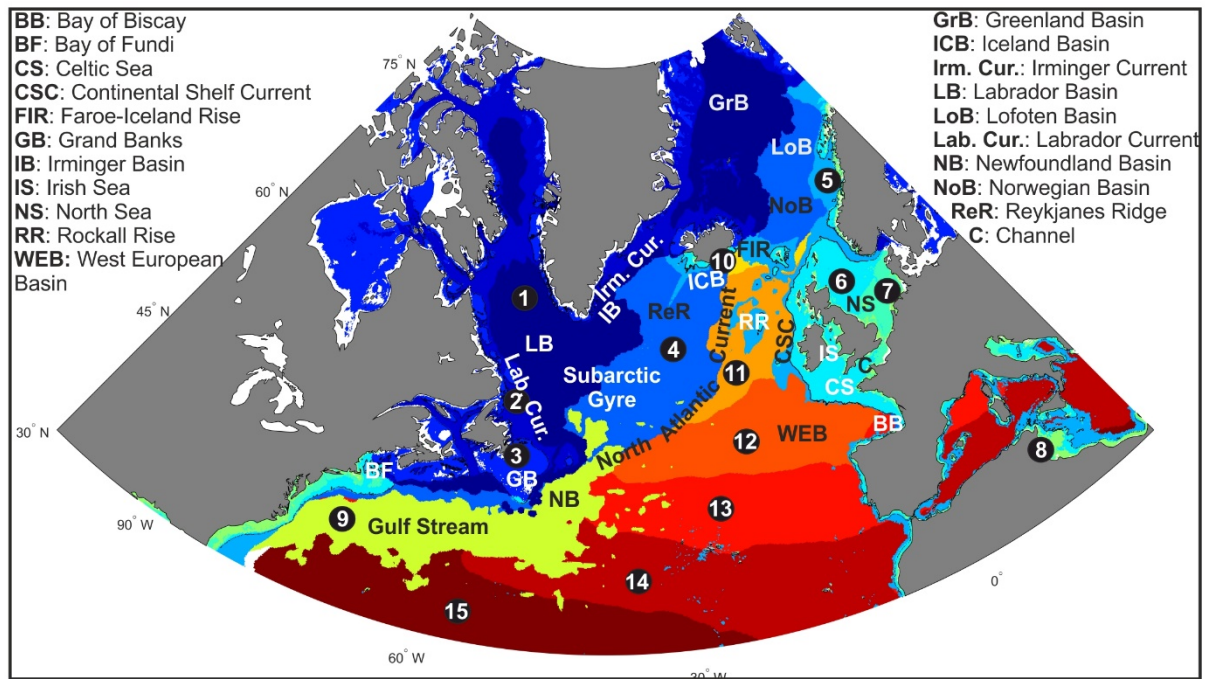 BB: Bay of Biscay
BF: Bay of Fundi
CS: Celtic Sea
CSC: Continental Shelf Current
FIR: Faroe-Iceland Rise
GB: Grand Banks
IB: Irminger Basin
IS: Irish Sea
NS: North Sea
RR: Rockall Rise
WEB: West European
Basin
GrB: Greenland Basin
ICB: Iceland Basin
Irm. Cur.: Irminger Current
LB: Labrador Basin
LoB: Lofoten Basin
Lab. Cur.: Labrador Current
NB: Newfoundland Basin
NoB: Norwegian Basin
ReR: Reykjanes Ridge
C: Channel
75° N
60° N
45° N
30° N
90° W
60° W
30° W
0°
GrB
LoB
5
NoB
10
FIR
ICB
Irm. Cur.
IB
6
NS
7
1
ReR
RR
CSC
LB
4
IS
C
Subarctic
Gyre
11
CS
Lab. Cur.
2
North Atlantic Current
BB
12
WEB
8
3
GB
BF
NB
13
9
Gulf Stream
14
15